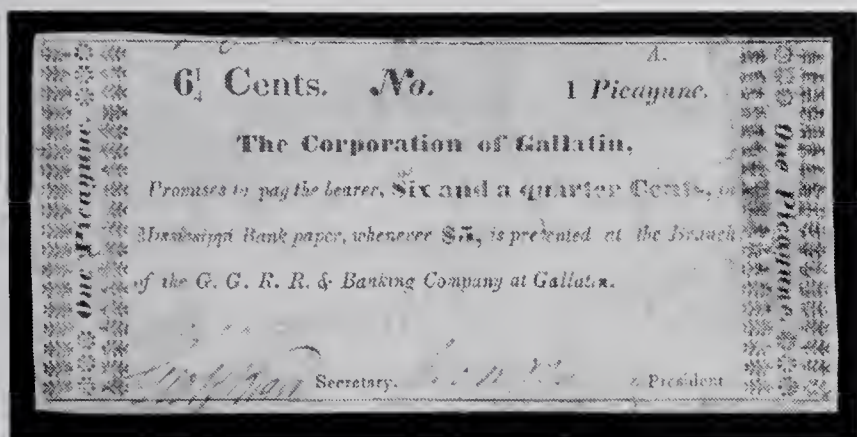 One Picayune.
A.
6¼ Cents. No. 1 Picayune.
The Corporation of Gallatin,
Promises to pay the bearer, Six and a quarter Cents, in
Mississippi Bank paper, whenever $5, is presented at the Branch
of the G. G. R. R. & Banking Company at Gallatin.
Secretary. President
One Picayune.